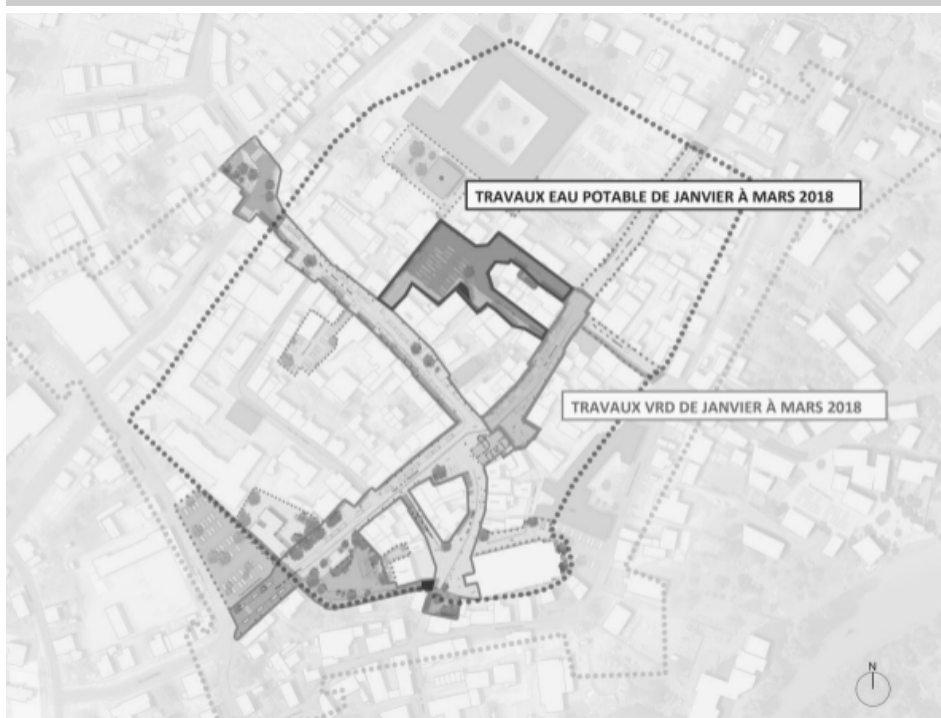 TRAVAUX EAU POTABLE DE JANVIER À MARS 2018
TRAVAUX VRD DE JANVIER À MARS 2018
N